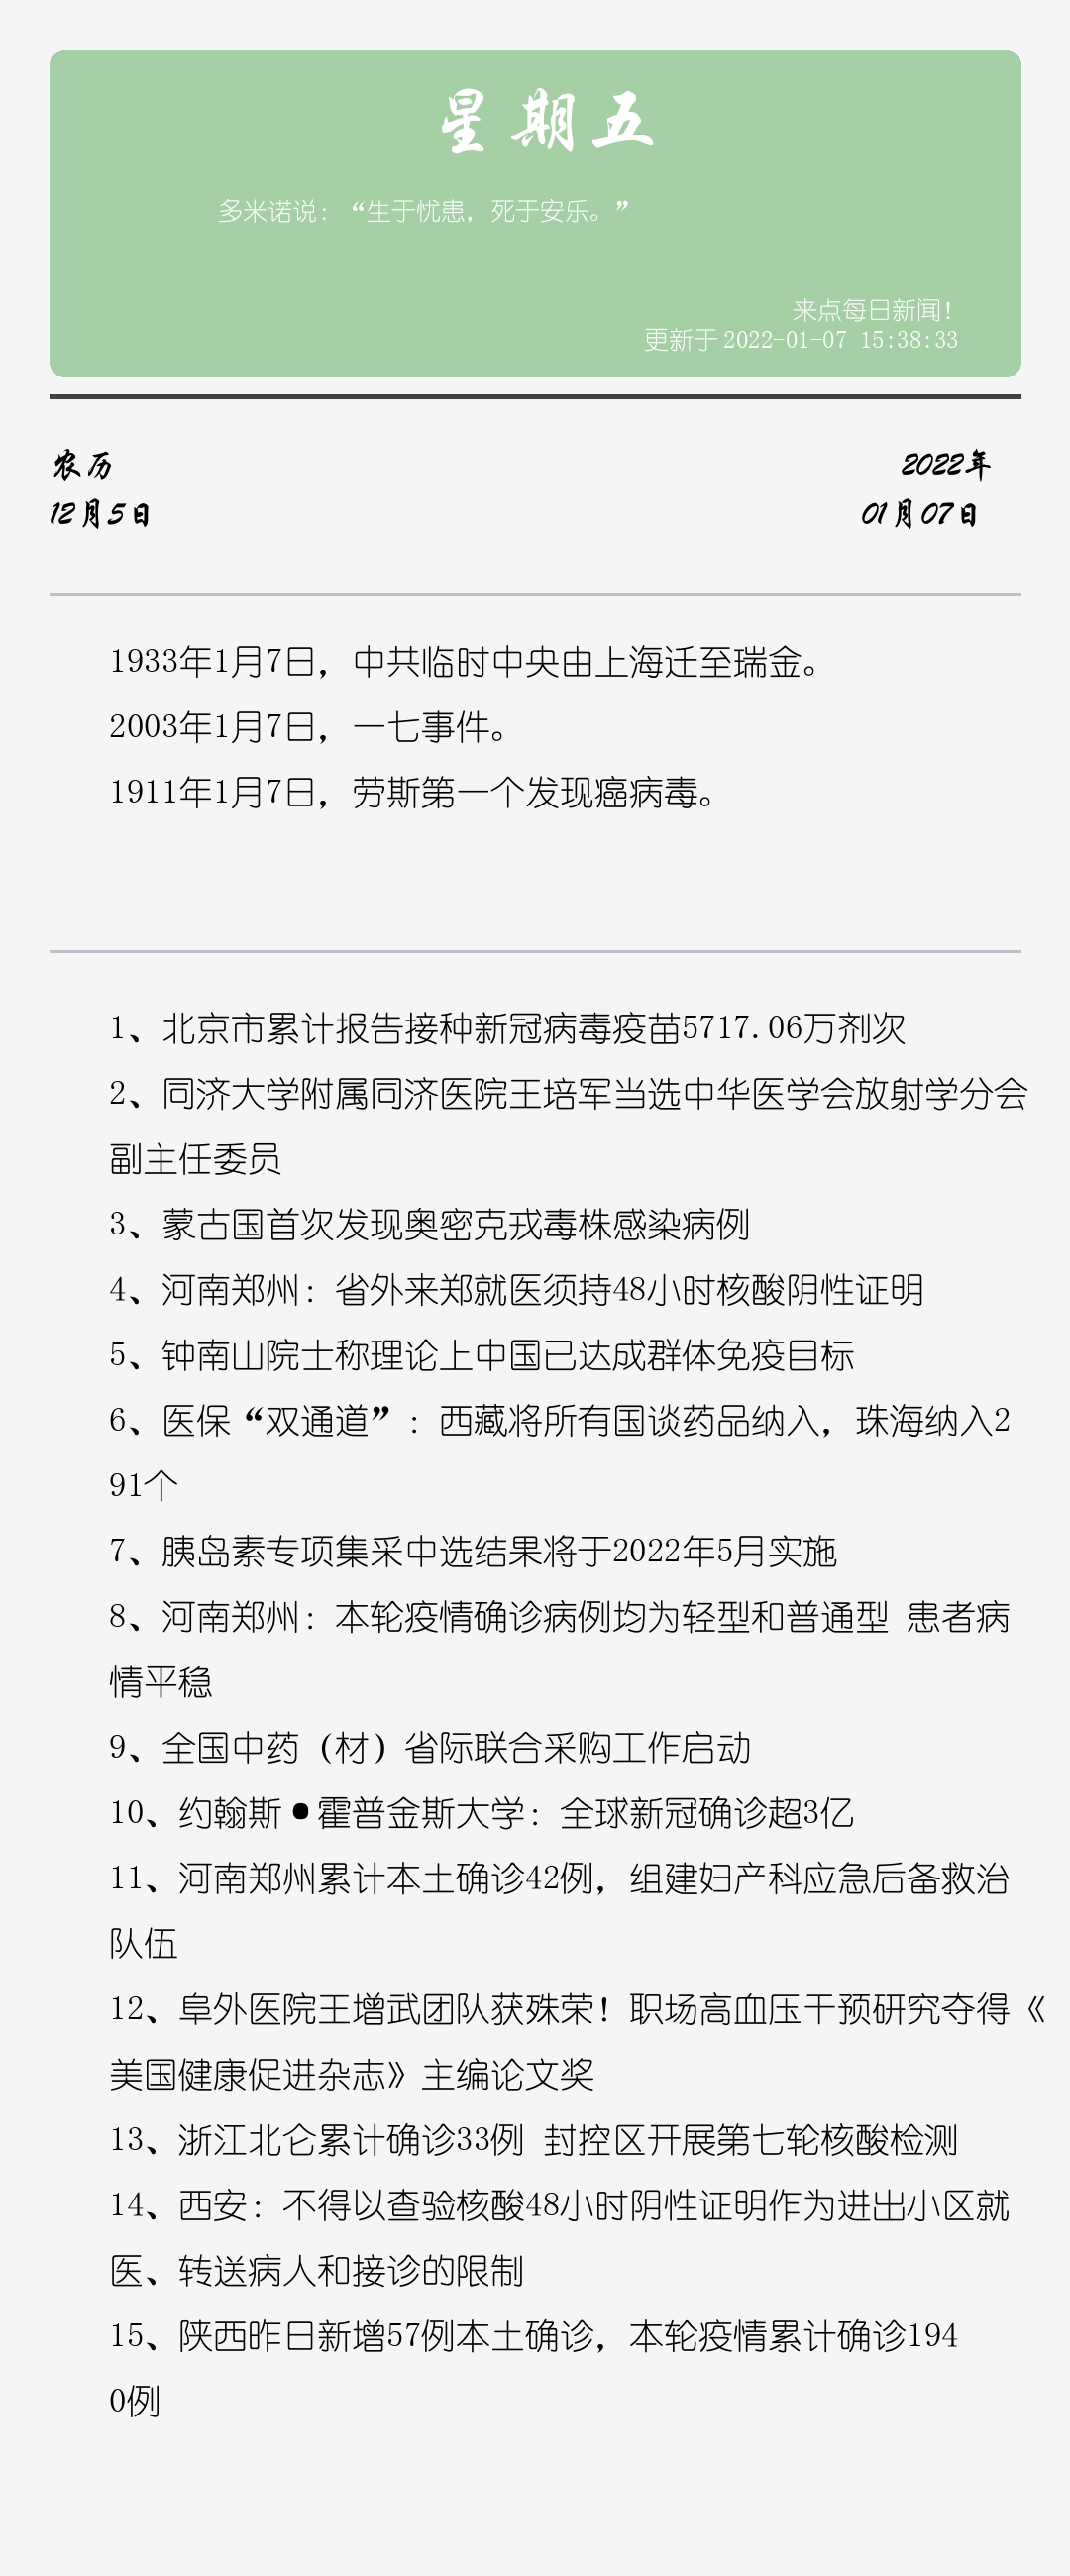 星期五
多米诺说：“生于忧患，死于安乐。”
来点每日新闻！
更新于 2022-01-07 15:38:33
农历
2022年
12月5日
01月07日
1933年1月7日，中共临时中央由上海迁至瑞金。
2003年1月7日，一七事件。
1911年1月7日，劳斯第一个发现癌病毒。
1、北京市累计报告接种新冠病毒疫苗5717.06万剂次
2、同济大学附属同济医院王培军当选中华医学会放射学分会
副主任委员
3、蒙古国首次发现奥密克戎毒株感染病例
4、河南郑州：省外来郑就医须持48小时核酸阴性证明
5、钟南山院士称理论上中国已达成群体免疫目标
6、医保“双通道”：西藏将所有国谈药品纳入，珠海纳入2
91个
7、胰岛素专项集采中选结果将于2022年5月实施
8、河南郑州：本轮疫情确诊病例均为轻型和普通型 患者病
情平稳
9、全国中药（材）省际联合采购工作启动
10、约翰斯•霍普金斯大学：全球新冠确诊超3亿
11、河南郑州累计本土确诊42例，组建妇产科应急后备救治
队伍
12、阜外医院王增武团队获殊荣！职场高血压干预研究夺得《
美国健康促进杂志》主编论文奖
13、浙江北仑累计确诊33例 封控区开展第七轮核酸检测
14、西安：不得以查验核酸48小时阴性证明作为进出小区就
医、转送病人和接诊的限制
15、陕西昨日新增57例本土确诊，本轮疫情累计确诊194
0例